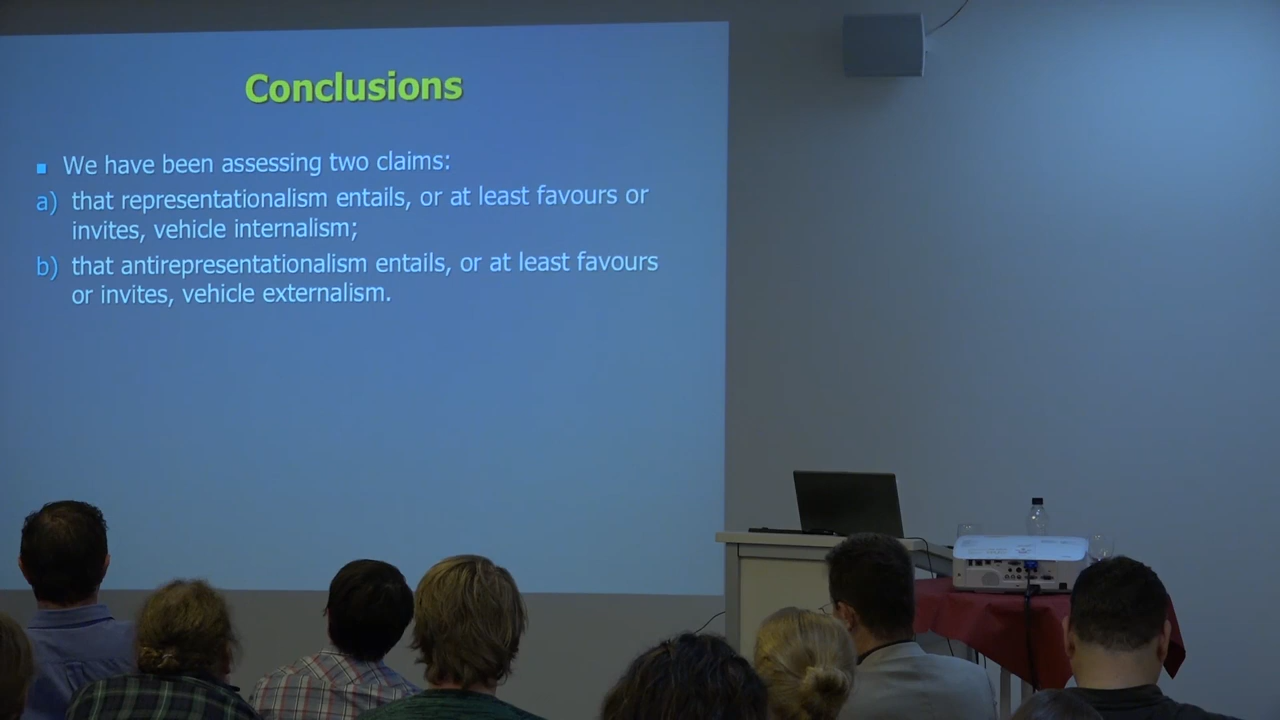 Conclusions
We have been assessing two claims:
a) that representationalism entails, or at least favours or
invites, vehicle internalism;
b) that antirepresentationalism entails, or at least favours
or invites, vehicle externalism.